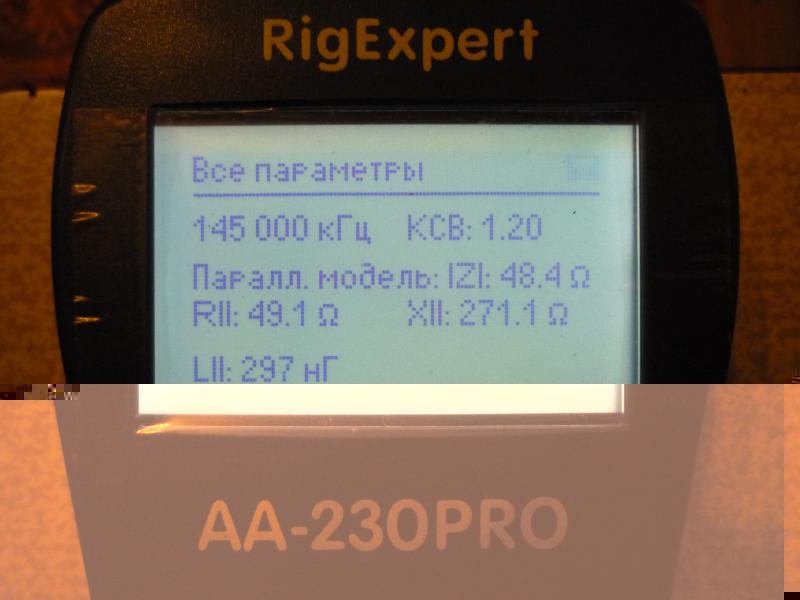 RigExpert
Все параметры
145 000 кГц КСВ: 1.20
Паралл. модель: |Z|: 48.4 Ω
R||: 49.1 Ω X||: 271.1 Ω
L||: 297 нГ
AA-230PRO